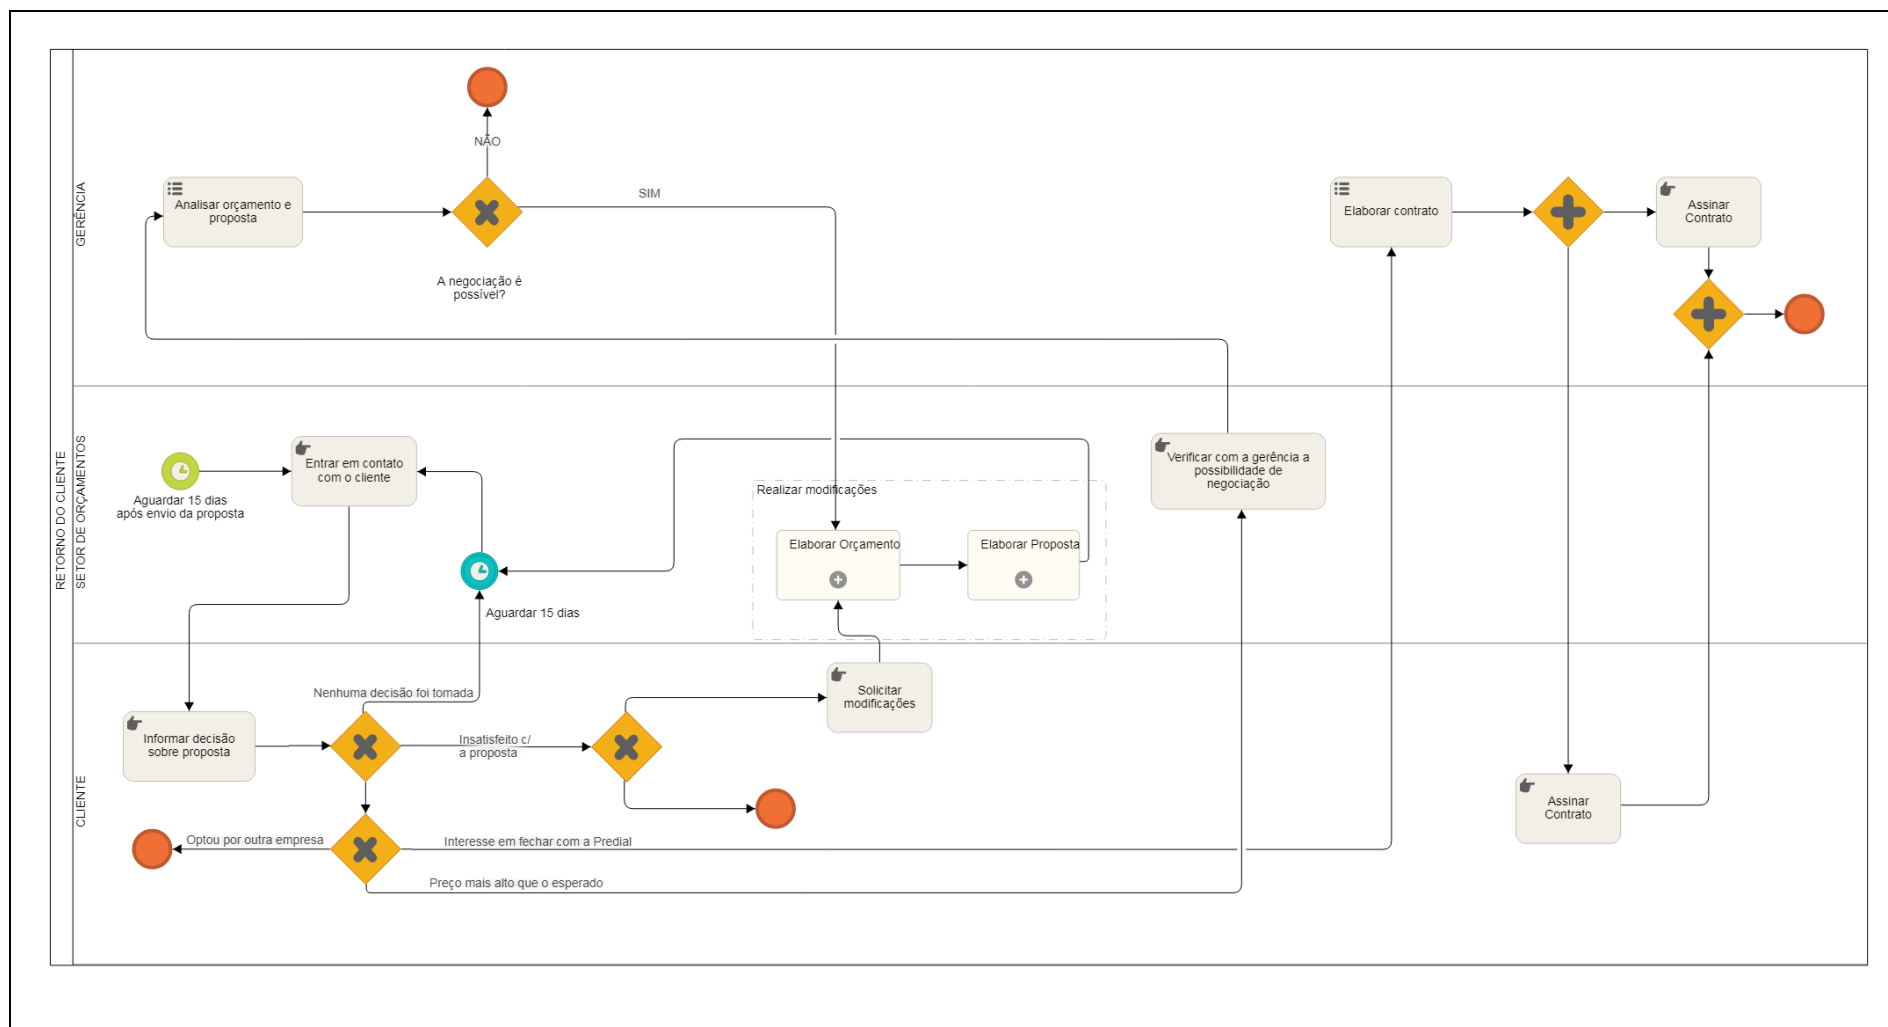 RETORNO DO CLIENTE
GERÊNCIA
NÃO
Analisar orçamento e
proposta
SIM
A negociação é
possível?
Elaborar contrato
Assinar
Contrato
SETOR DE ORÇAMENTOS
Aguardar 15 dias
após envio da proposta
Entrar em contato
com o cliente
Aguardar 15 dias
Realizar modificações
Elaborar Orçamento
Elaborar Proposta
Verificar com a gerência a
possibilidade de
negociação
CLIENTE
Informar decisão
sobre proposta
Nenhuma decisão foi tomada
Insatisfeito c/
a proposta
Solicitar
modificações
Optou por outra empresa
Interesse em fechar com a Predial
Preço mais alto que o esperado
Assinar
Contrato